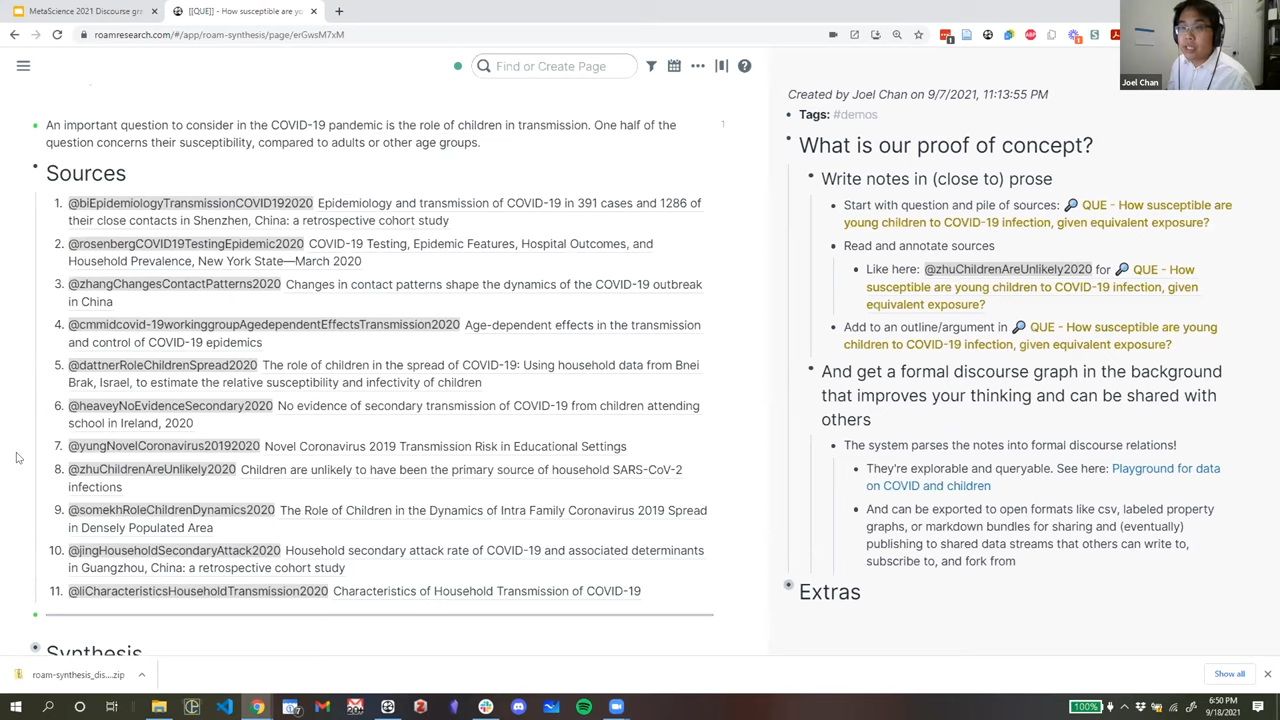 MetaScience 2021 Discourse gr
[[QUE]] - How susceptible are yo
roamresearch.com/#/app/roam-synthesis/page/erGwsM7xM
Find or Create Page
Joel Chan
An important question to consider in the COVID-19 pandemic is the role of children in transmission. One half of the
question concerns their susceptibility, compared to adults or other age groups.
1
Sources
1. @biEpidemiologyTransmissionCOVID192020 Epidemiology and transmission of COVID-19 in 391 cases and 1286 of
their close contacts in Shenzhen, China: a retrospective cohort study
2. @rosenbergCOVID19TestingEpidemic2020 COVID-19 Testing, Epidemic Features, Hospital Outcomes, and
Household Prevalence, New York State—March 2020
3. @zhangChangesContactPatterns2020 Changes in contact patterns shape the dynamics of the COVID-19 outbreak
in China
4. @cmmidcovid-19workinggroupAgedependentEffectsTransmission2020 Age-dependent effects in the transmission
and control of COVID-19 epidemics
5. @dattnerRoleChildrenSpread2020 The role of children in the spread of COVID-19: Using household data from Bnei
Brak, Israel, to estimate the relative susceptibility and infectivity of children
6. @heaveyNoEvidenceSecondary2020 No evidence of secondary transmission of COVID-19 from children attending
school in Ireland, 2020
7. @yungNovelCoronavirus20192020 Novel Coronavirus 2019 Transmission Risk in Educational Settings
8. @zhuChildrenAreUnlikely2020 Children are unlikely to have been the primary source of household SARS-CoV-2
infections
9. @somekhRoleChildrenDynamics2020 The Role of Children in the Dynamics of Intra Family Coronavirus 2019 Spread
in Densely Populated Area
10. @jingHouseholdSecondaryAttack2020 Household secondary attack rate of COVID-19 and associated determinants
in Guangzhou, China: a retrospective cohort study
11. @liCharacteristicsHouseholdTransmission2020 Characteristics of Household Transmission of COVID-19
Synthesis
Created by Joel Chan on 9/7/2021, 11:13:55 PM
Tags: #demos
What is our proof of concept?
Write notes in (close to) prose
Start with question and pile of sources: QUE - How susceptible are
young children to COVID-19 infection, given equivalent exposure?
Read and annotate sources
Like here: @zhuChildrenAreUnlikely2020 for QUE - How
susceptible are young children to COVID-19 infection, given
equivalent exposure?
Add to an outline/argument in QUE - How susceptible are young
children to COVID-19 infection, given equivalent exposure?
And get a formal discourse graph in the background
that improves your thinking and can be shared with
others
The system parses the notes into formal discourse relations!
They're explorable and queryable. See here: Playground for data
on COVID and children
And can be exported to open formats like csv, labeled property
graphs, or markdown bundles for sharing and (eventually)
publishing to shared data streams that others can write to,
subscribe to, and fork from
Extras
roam-synthesis_dis....zip
Show all
100%
6:50 PM
9/18/2021